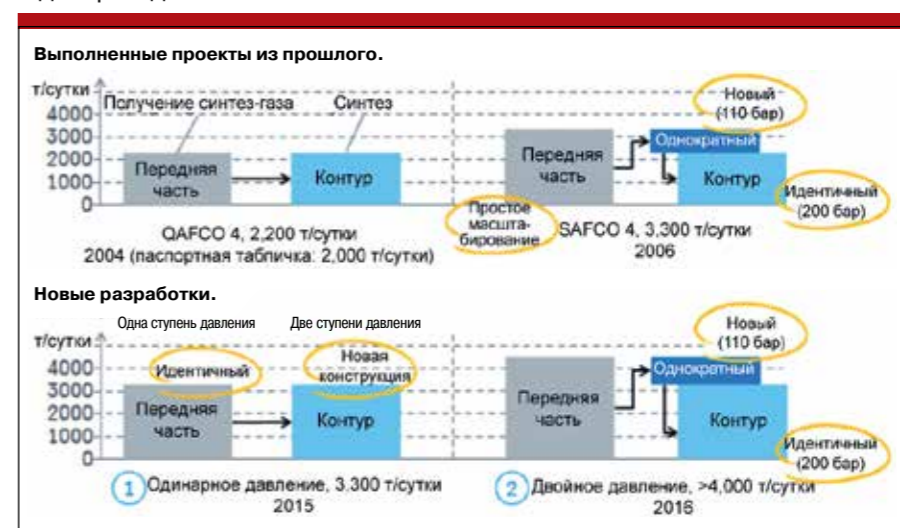 Выполненные проекты из прошлого.
т/сутки
4000
3000
2000
1000
0
Получение синтез-газа
Синтез
Передняя
часть
Контур
QAFCO 4, 2,200 т/сутки
2004 (паспортная табличка: 2,000 т/сутки)
Простое
масшта-
бирование
Передняя
часть
Новый
(110 бар)
Однократный
Контур
Идентичный
(200 бар)
SAFCO 4, 3,300 т/сутки
2006
Новые разработки.
Одна ступень давления
Две ступени давления
т/сутки
4000
3000
2000
1000
0
Идентичный
Новая
конструкция
Передняя
часть
Контур
1 Одинарное давление, 3.300 т/сутки
2015
Новый
(110 бар)
Однократный
Передняя
часть
Контур
Идентичный
(200 бар)
2 Двойное давление, >4,000 т/сутки
2016